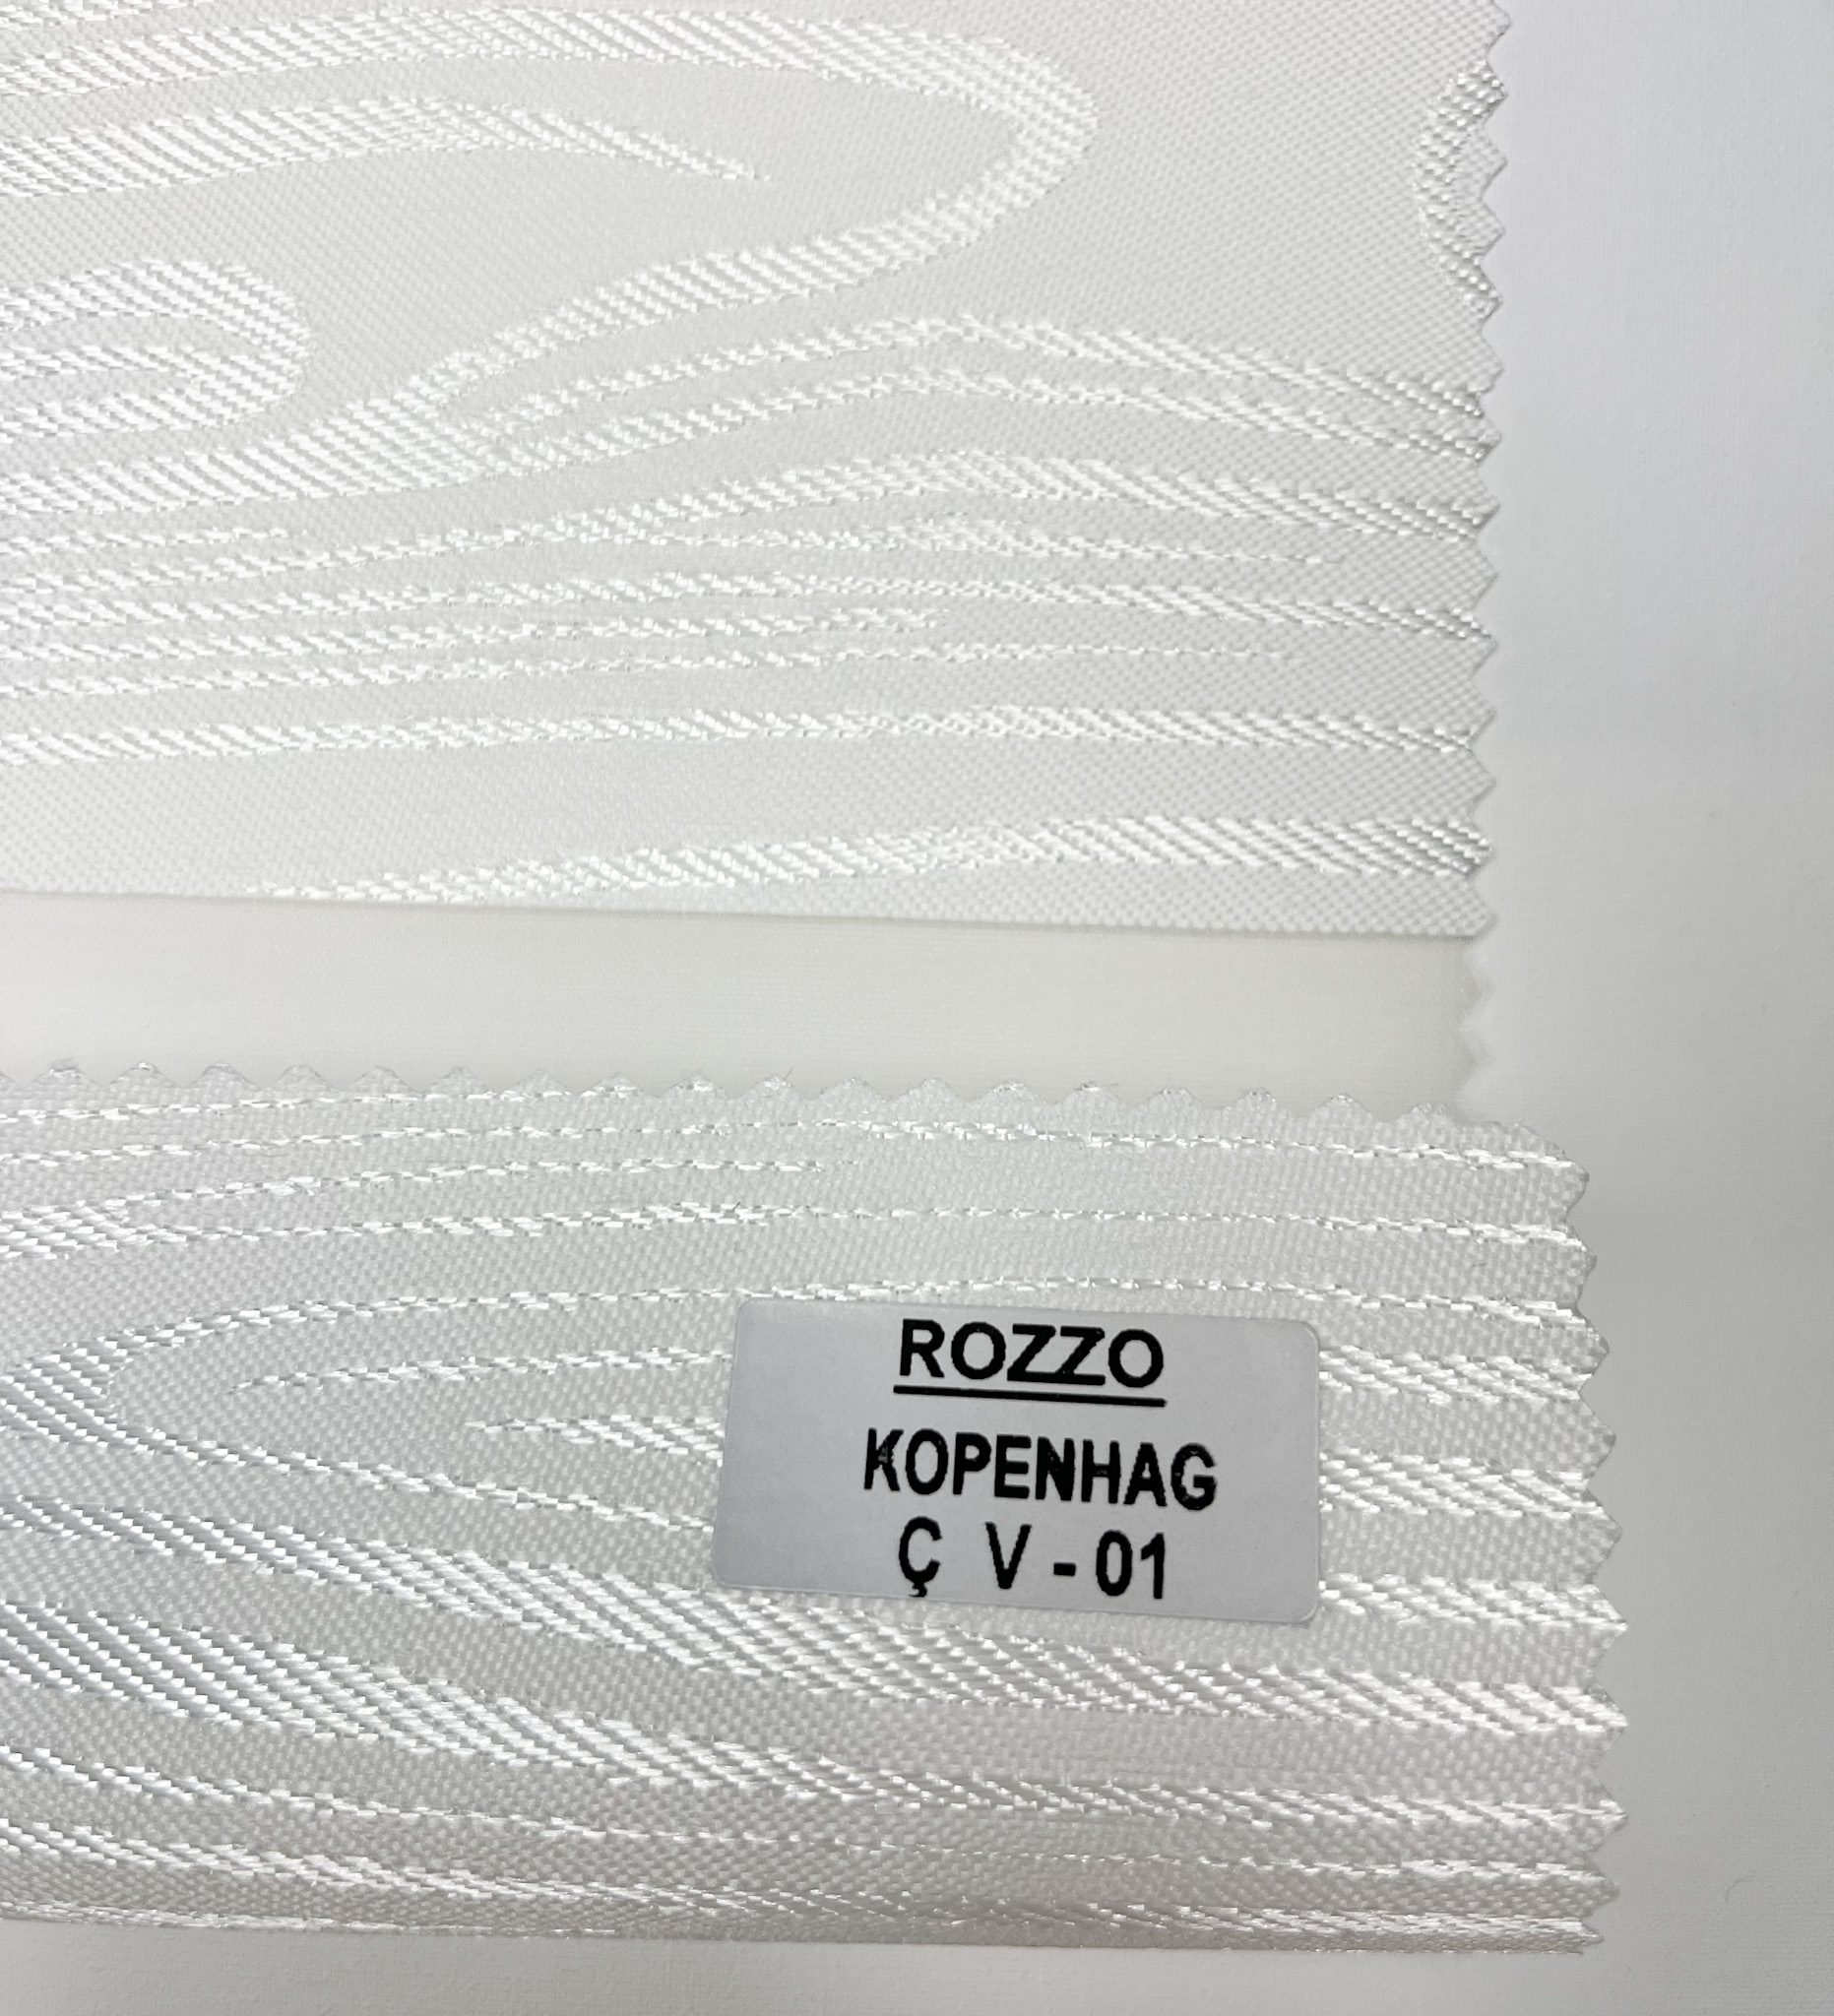 ROZZO
KOPENHAG
Ç V - 01